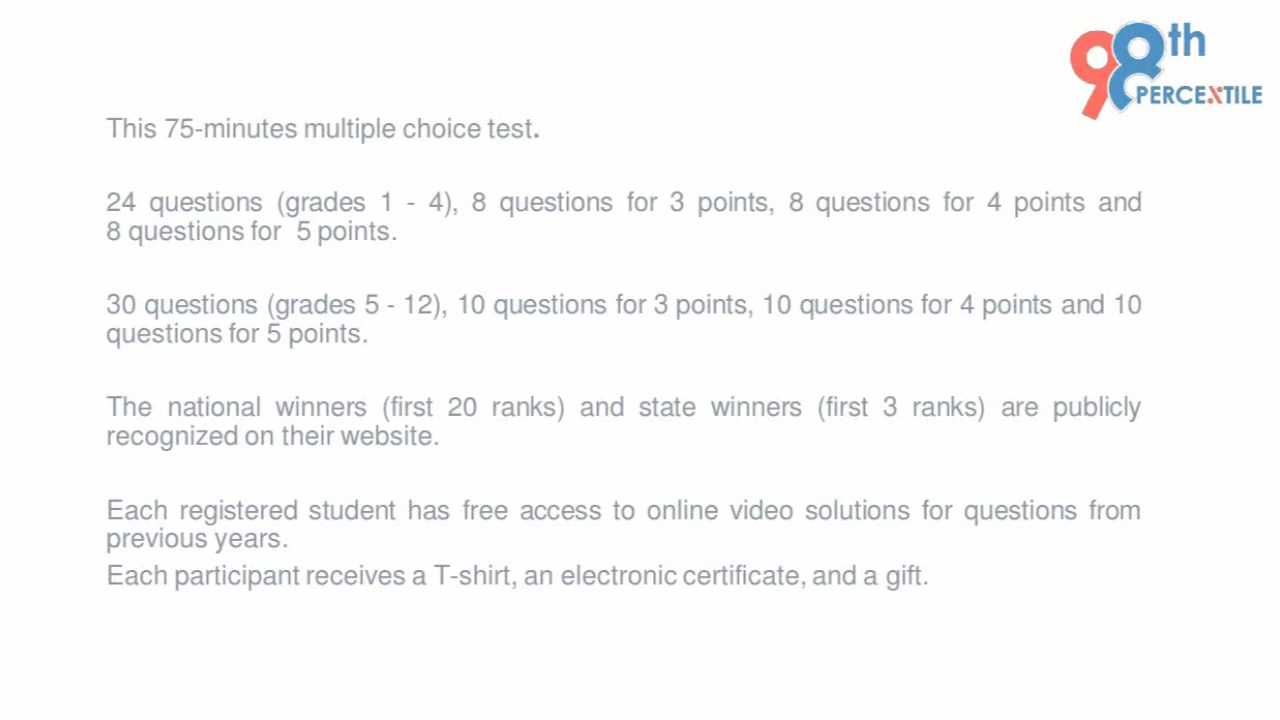 98th
PERCEXTILE
This 75-minutes multiple choice test.
24 questions (grades 1 - 4), 8 questions for 3 points, 8 questions for 4 points and
8 questions for 5 points.
30 questions (grades 5 - 12), 10 questions for 3 points, 10 questions for 4 points and 10
questions for 5 points.
The national winners (first 20 ranks) and state winners (first 3 ranks) are publicly
recognized on their website.
Each registered student has free access to online video solutions for questions from
previous years.
Each participant receives a T-shirt, an electronic certificate, and a gift.